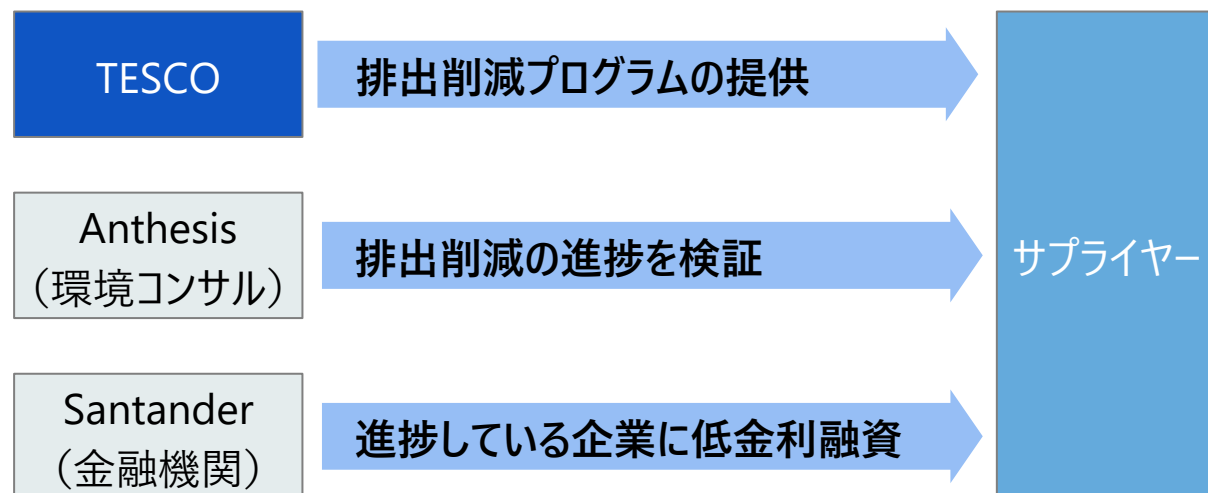 TESCO
排出削減プログラムの提供
Anthesis
（環境コンサル）
排出削減の進捗を検証
サプライヤー
Santander
（金融機関）
進捗している企業に低金利融資